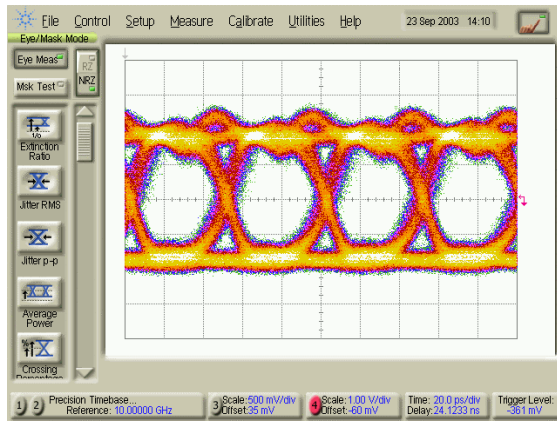 File Control Setup Measure Calibrate Utilities Help 23 Sep 2003 14:10
Eye/Mask Mode
Eye Meas
RZ
Msk Test
NRZ
Extinction
Ratio
Jitter RMS
Jitter p-p
Average
Power
Crossing
Percentage
1 2 Precision Timebase...
Reference: 10.00000 GHz
3 Scale:500 mV/div
Offset:35 mV
4 Scale:1.00 V/div
Offset:-60 mV
Time: 20.0 ps/div
Delay:24.1233 ns
Trigger Level:
-361 mV